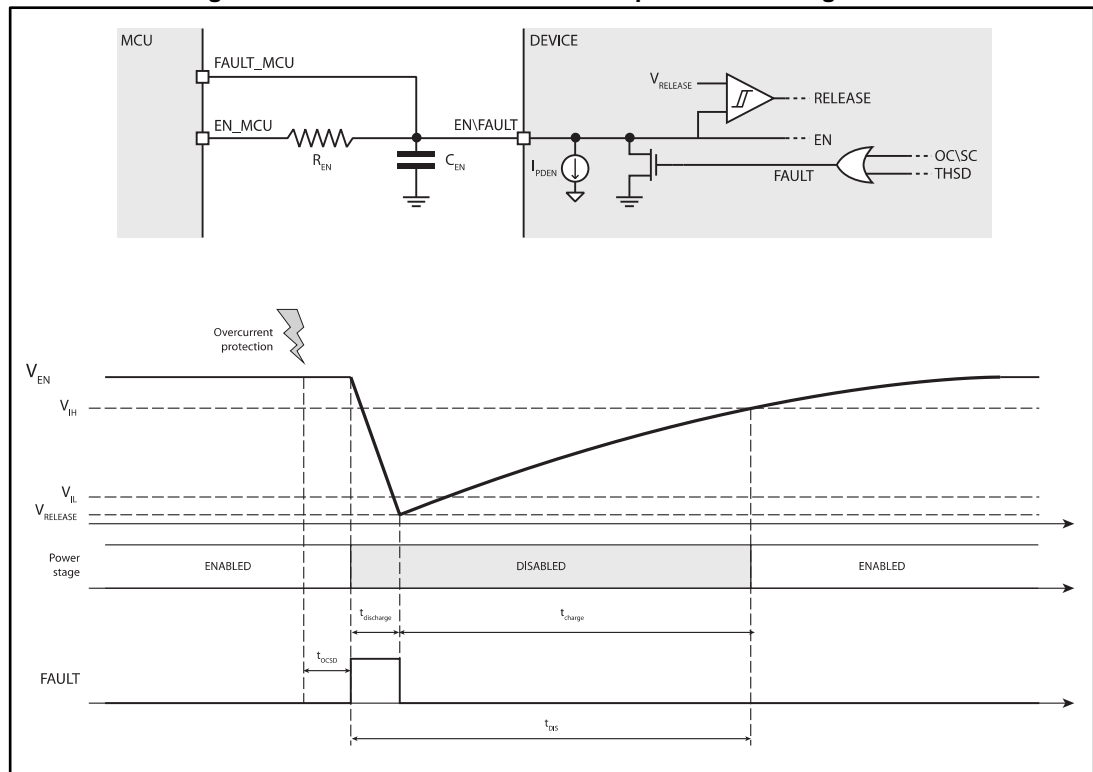 MCU
DEVICE
FAULT_MCU
V_RELEASE
RELEASE
EN_MCU
EN\FAULT
EN
R_EN
C_EN
I_PDEN
FAULT
OC\SC
THSD
Overcurrent
protection
V_EN
V_IH
V_IL
V_RELEASE
Power
stage
ENABLED
DISABLED
ENABLED
t_discharge
t_charge
t_OCSD
FAULT
t_DIS